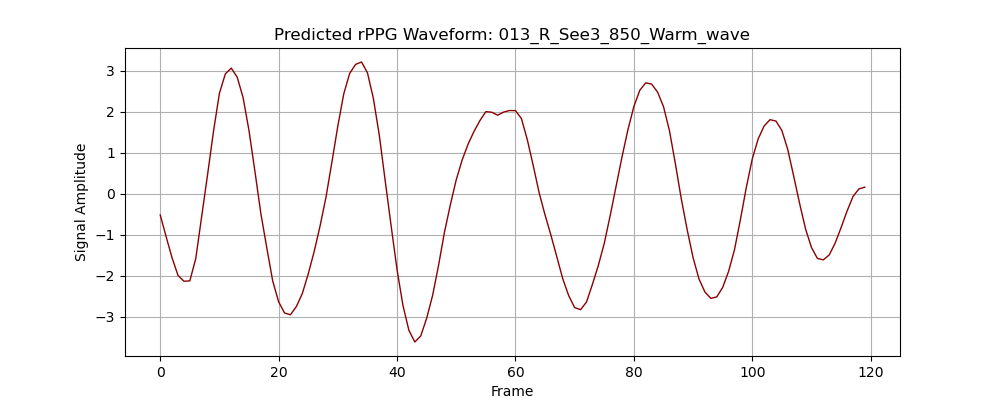 Predicted rPPG Waveform: 013_R_See3_850_Warm_wave
Signal Amplitude
3
2
1
0
−1
−2
−3
0 20 40 60 80 100 120
Frame